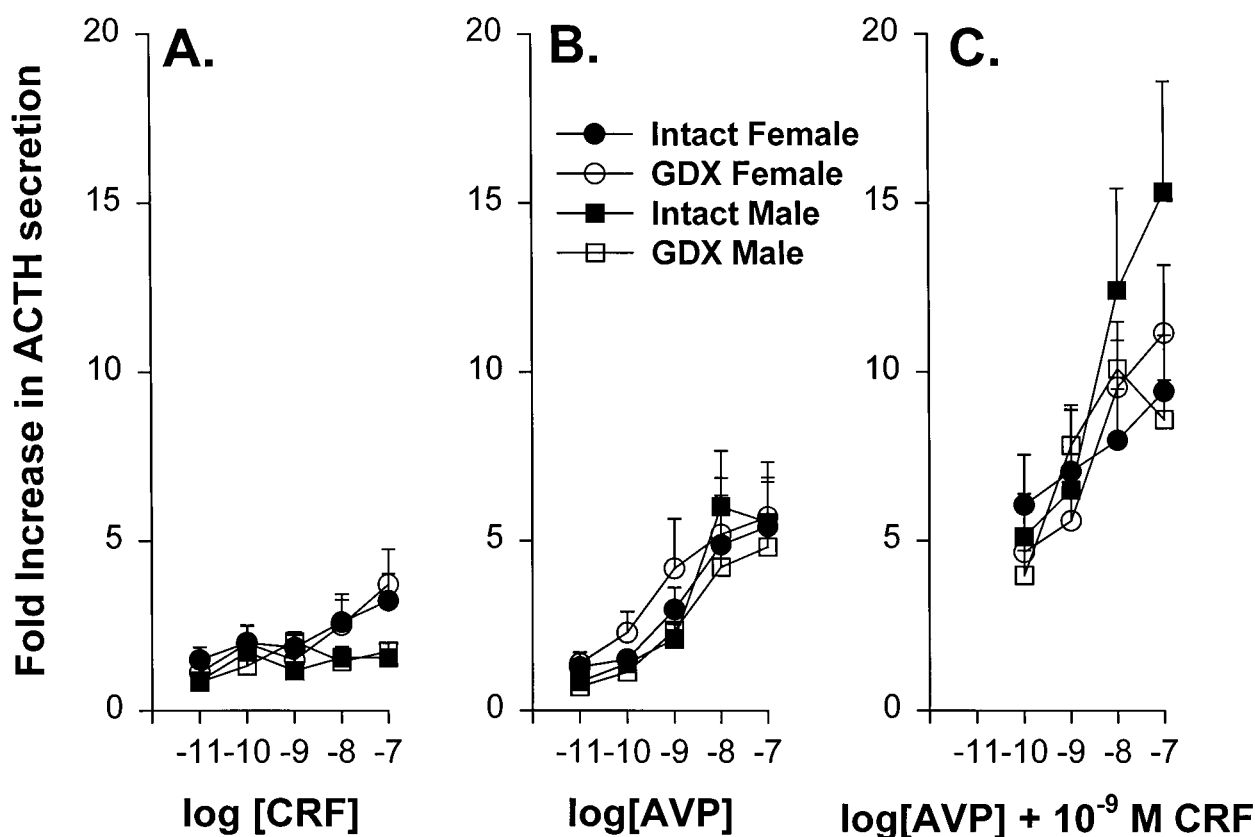 Fold Increase in ACTH secretion
A.
20
15
10
5
0
-11 -10 -9 -8 -7
log [CRF]
B.
20
15
10
5
0
Intact Female
GDX Female
Intact Male
GDX Male
-11 -10 -9 -8 -7
log[AVP]
C.
20
15
10
5
0
-11 -10 -9 -8 -7
log[AVP] + 10⁻⁹ M CRF